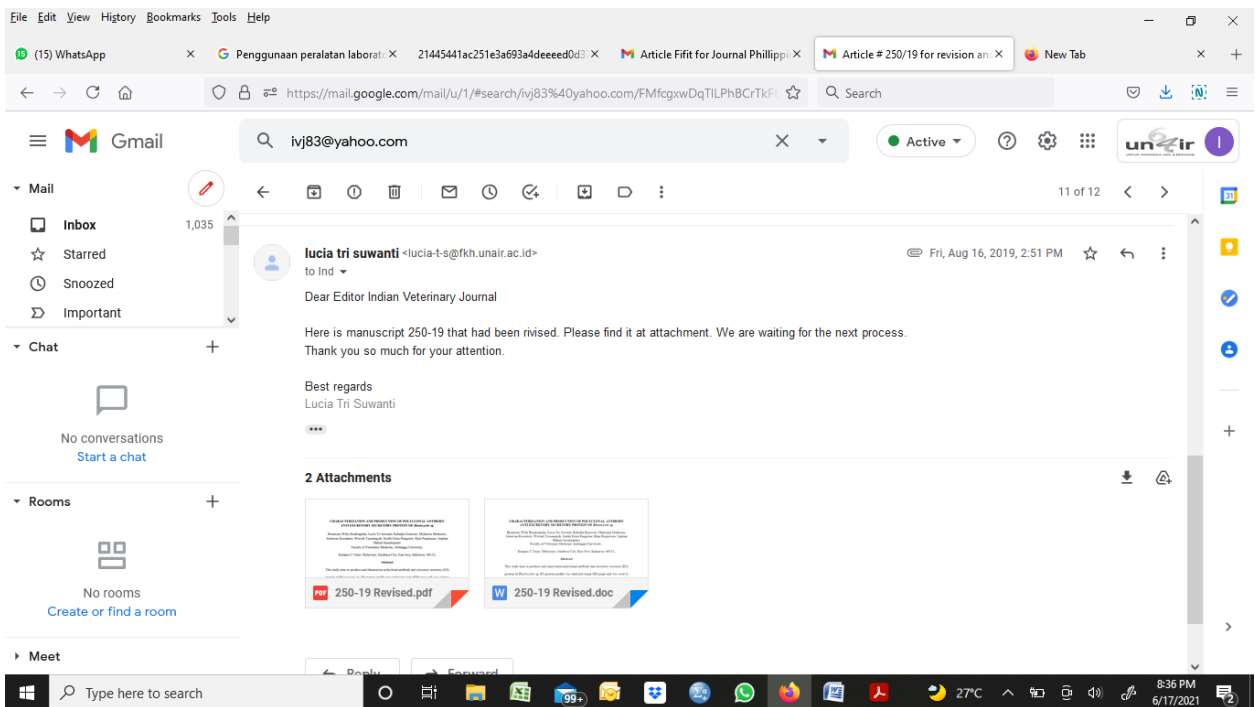 File Edit View History Bookmarks Tools Help
(15) WhatsApp
Penggunaan peralatan laborato
21445441ac251e3a693a4deeeed0d37
Article Fifit for Journal Phillippi
Article # 250/19 for revision an
New Tab
https://mail.google.com/mail/u/1/#search/ivj83%40yahoo.com/FMfcgxwDqTlLPhBCrTkF
Search
Gmail
ivj83@yahoo.com
Active
Mail
11 of 12
Inbox 1,035
Starred
Snoozed
Important
Chat
No conversations
Start a chat
Rooms
No rooms
Create or find a room
Meet
lucia tri suwanti <lucia-t-s@fkh.unair.ac.id>
Fri, Aug 16, 2019, 2:51 PM
to Ind
Dear Editor Indian Veterinary Journal
Here is manuscript 250-19 that had been rivised. Please find it at attachment. We are waiting for the next process.
Thank you so much for your attention.
Best regards
Lucia Tri Suwanti
2 Attachments
PDF 250-19 Revised.pdf
W 250-19 Revised.doc
Reply
Forward
Type here to search
99+
27°C
8:36 PM
6/17/2021